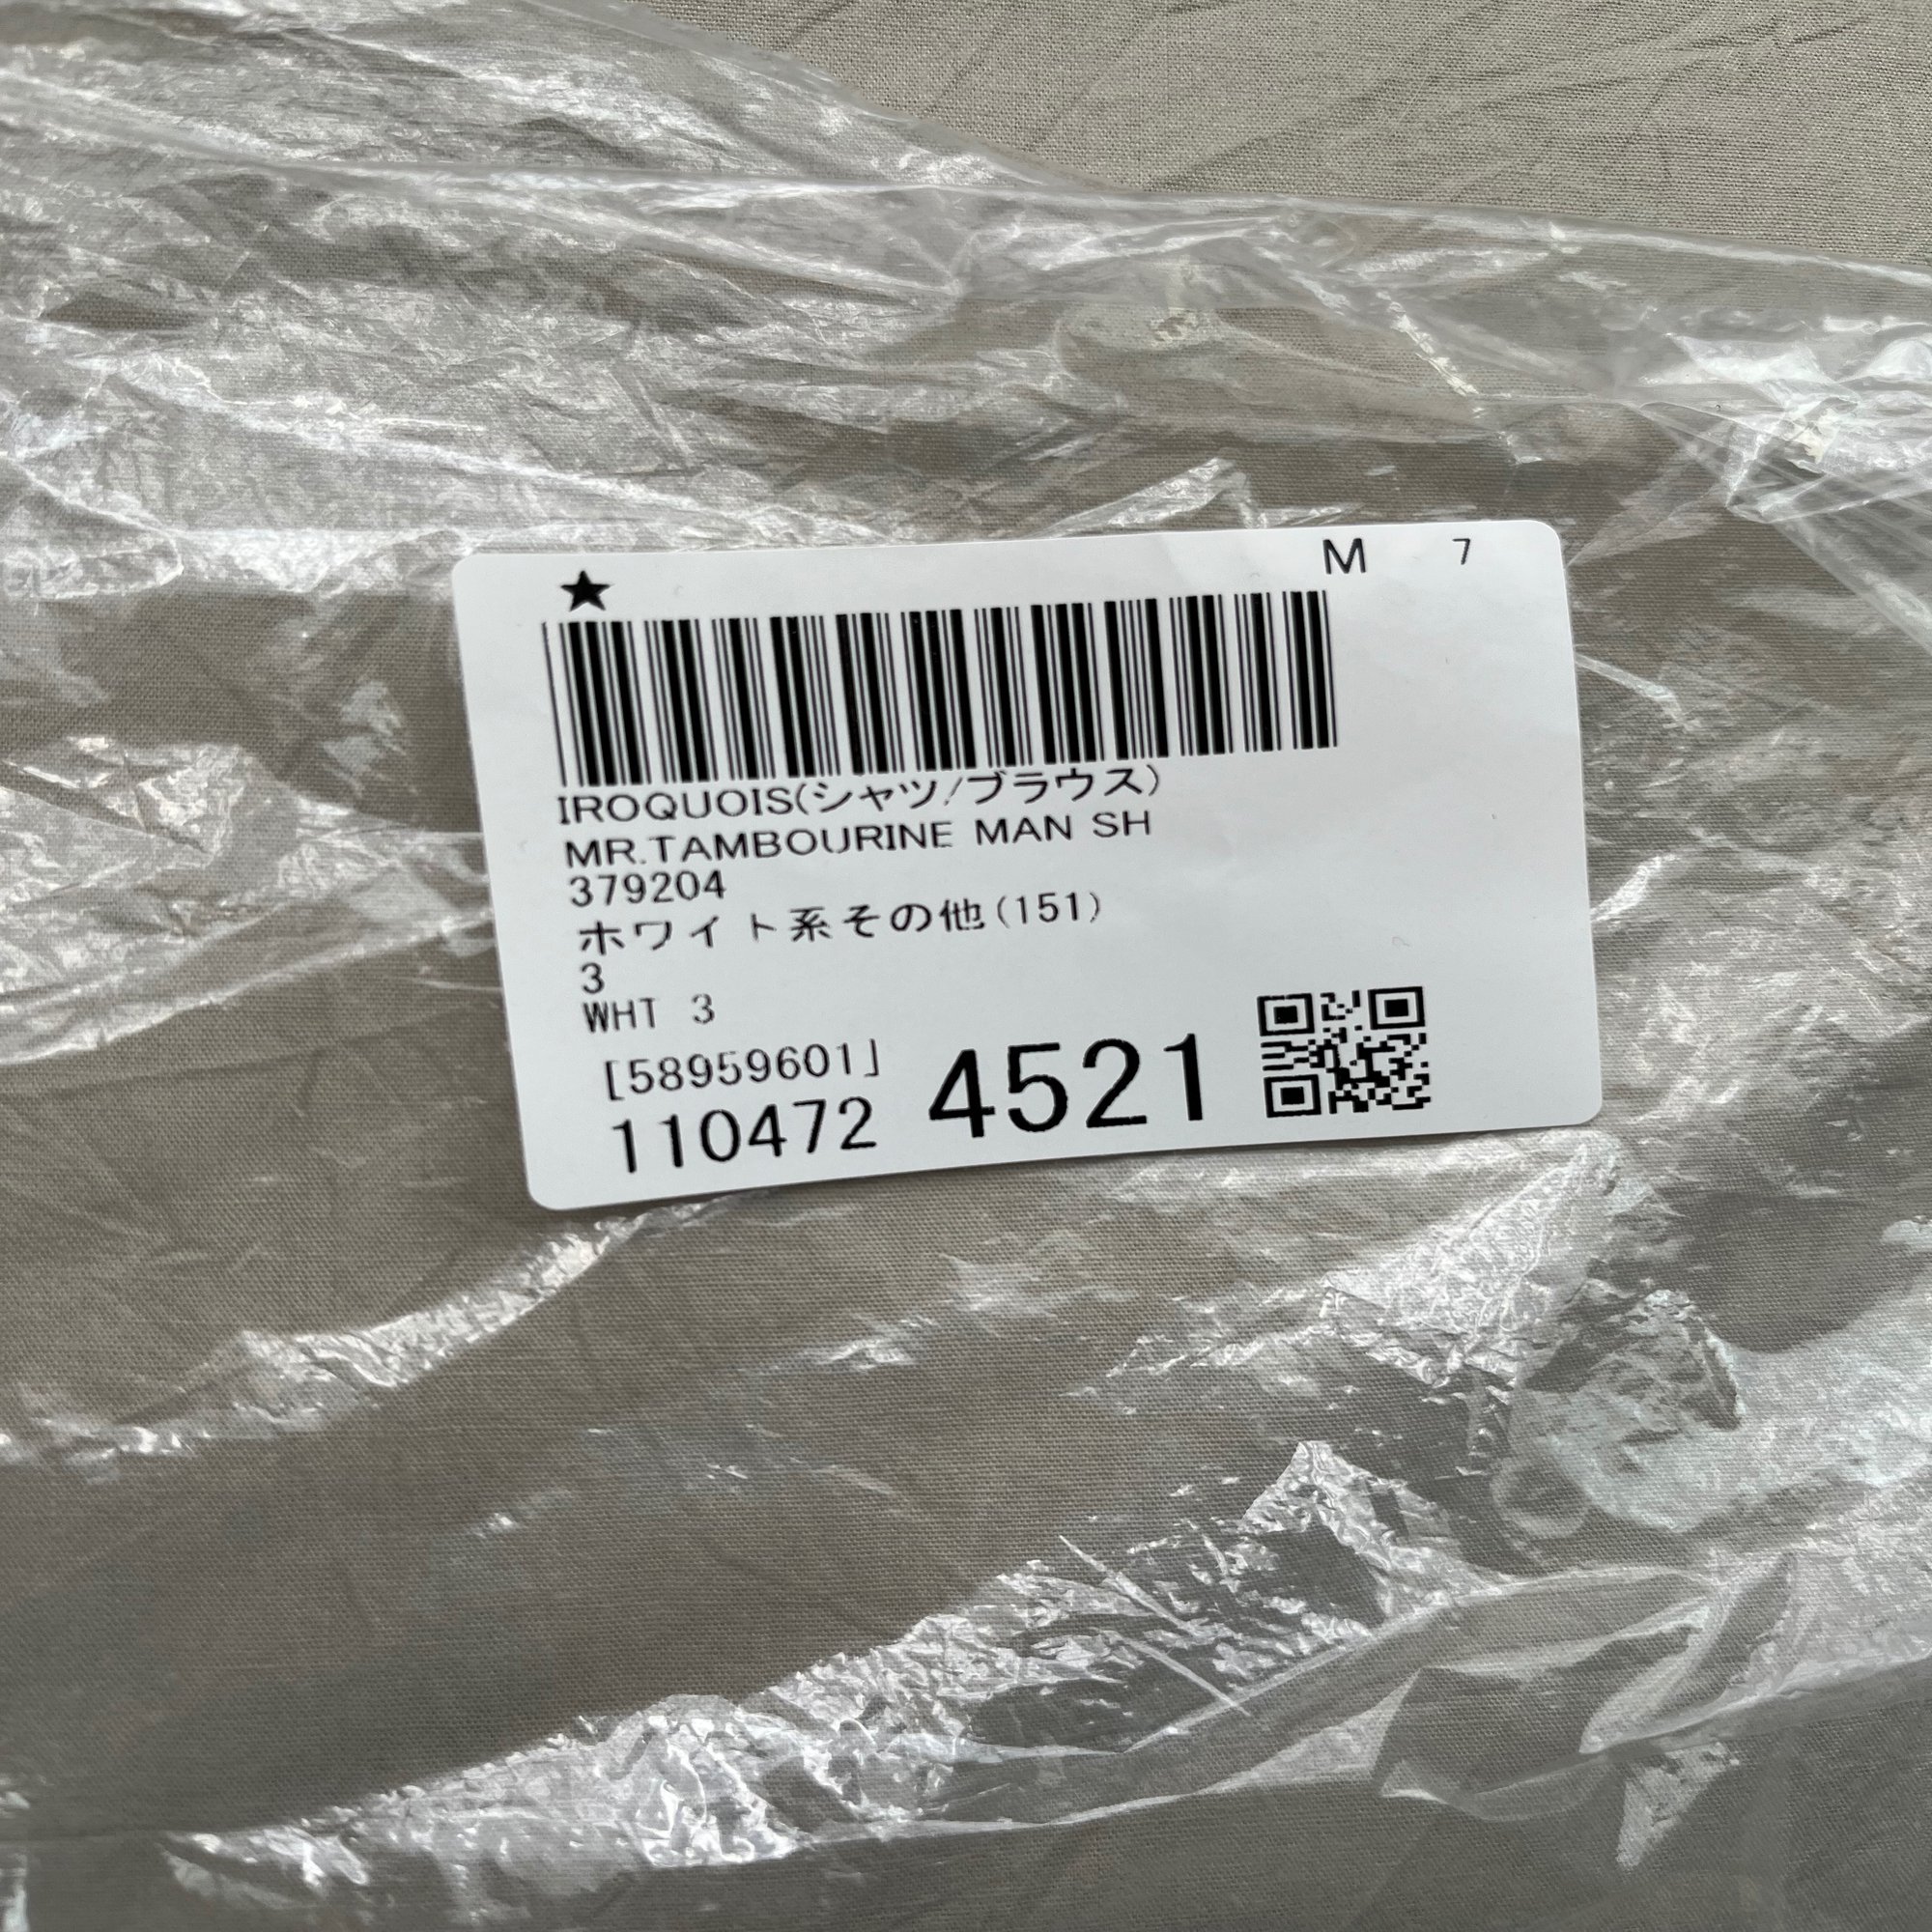 ★ M 7
IROQUOIS(シャツ/ブラウス)
MR.TAMBOURINE MAN SH
379204
ホワイト系その他(151)
3
WHT 3
[58959601]
110472 4521